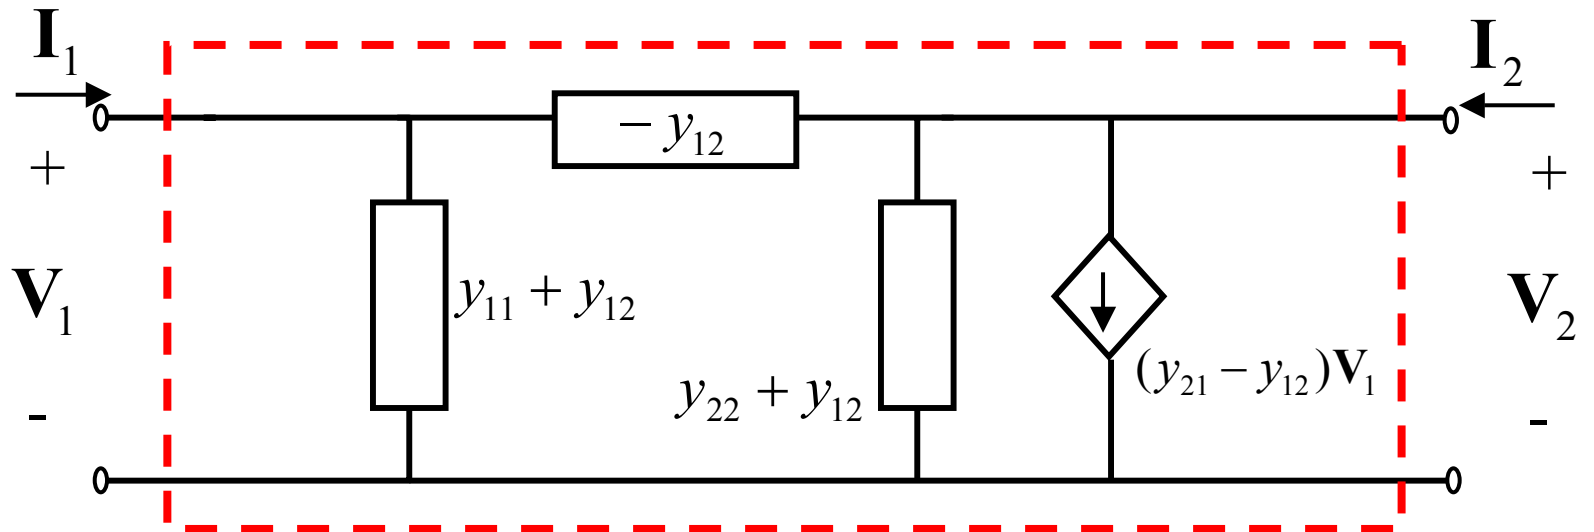 I₁
I₂
− y₁₂
+
+
V₁
y₁₁ + y₁₂
V₂
(y₂₁ − y₁₂)V₁
y₂₂ + y₁₂
-
-